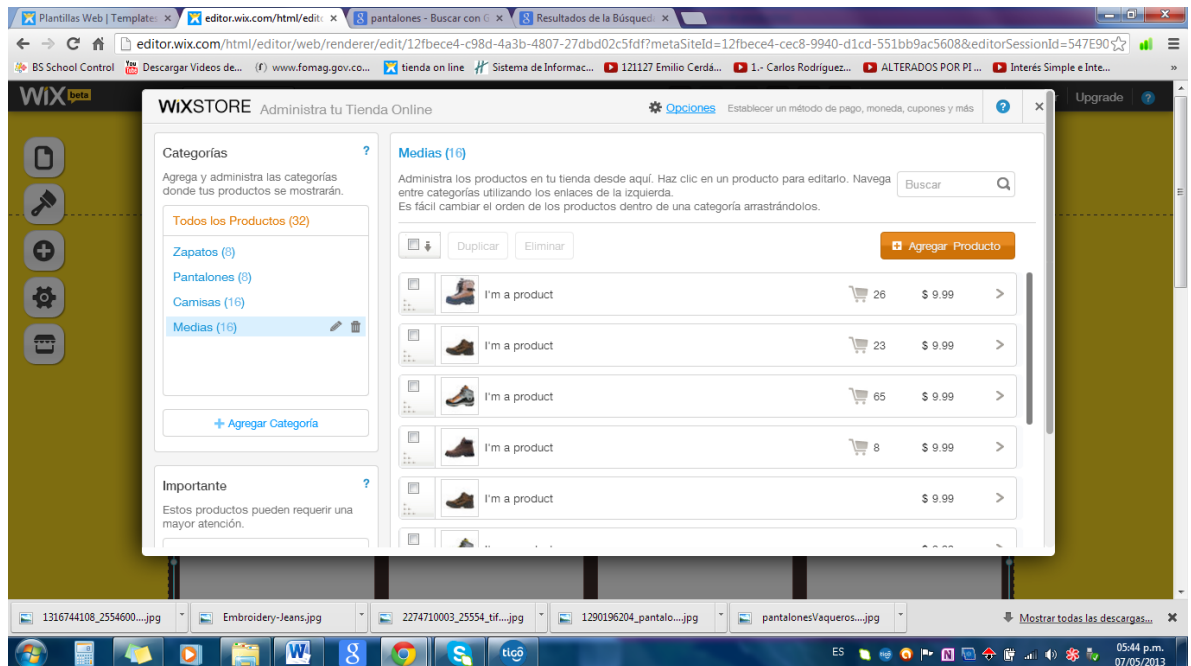 Plantillas Web | Templates
editor.wix.com/html/edito
pantalones - Buscar con G
Resultados de la Búsqued
editor.wix.com/html/editor/web/renderer/edit/12fbece4-c98d-4a3b-4807-27dbd02c5fdf?metaSiteId=12fbece4-cec8-9940-d1cd-551bb9ac5608&editorSessionId=547E90
BS School Control
Descargar Videos de...
www.fomag.gov.co...
tienda on line
Sistema de Informac...
121127 Emilio Cerdá...
1.- Carlos Rodríguez...
ALTERADOS POR PI ...
Interés Simple e Inte...
WiX beta
Upgrade
WiXSTORE Administra tu Tienda Online
Opciones Establecer un método de pago, moneda, cupones y más
Categorías
Agrega y administra las categorías
donde tus productos se mostrarán.
Todos los Productos (32)
Zapatos (8)
Pantalones (8)
Camisas (16)
Medias (16)
+ Agregar Categoría
Importante
Estos productos pueden requerir una
mayor atención.
Medias (16)
Administra los productos en tu tienda desde aquí. Haz clic en un producto para editarlo. Navega
entre categorías utilizando los enlaces de la izquierda.
Es fácil cambiar el orden de los productos dentro de una categoría arrastrándolos.
Buscar
Duplicar
Eliminar
Agregar Producto
I'm a product 26 $ 9.99
I'm a product 23 $ 9.99
I'm a product 65 $ 9.99
I'm a product 8 $ 9.99
I'm a product $ 9.99
1316744108_2554600....jpg
Embroidery-Jeans.jpg
2274710003_25554_tif....jpg
1290196204_pantalo....jpg
pantalonesVaqueros....jpg
Mostrar todas las descargas...
tigo
ES
05:44 p.m.
07/05/2013